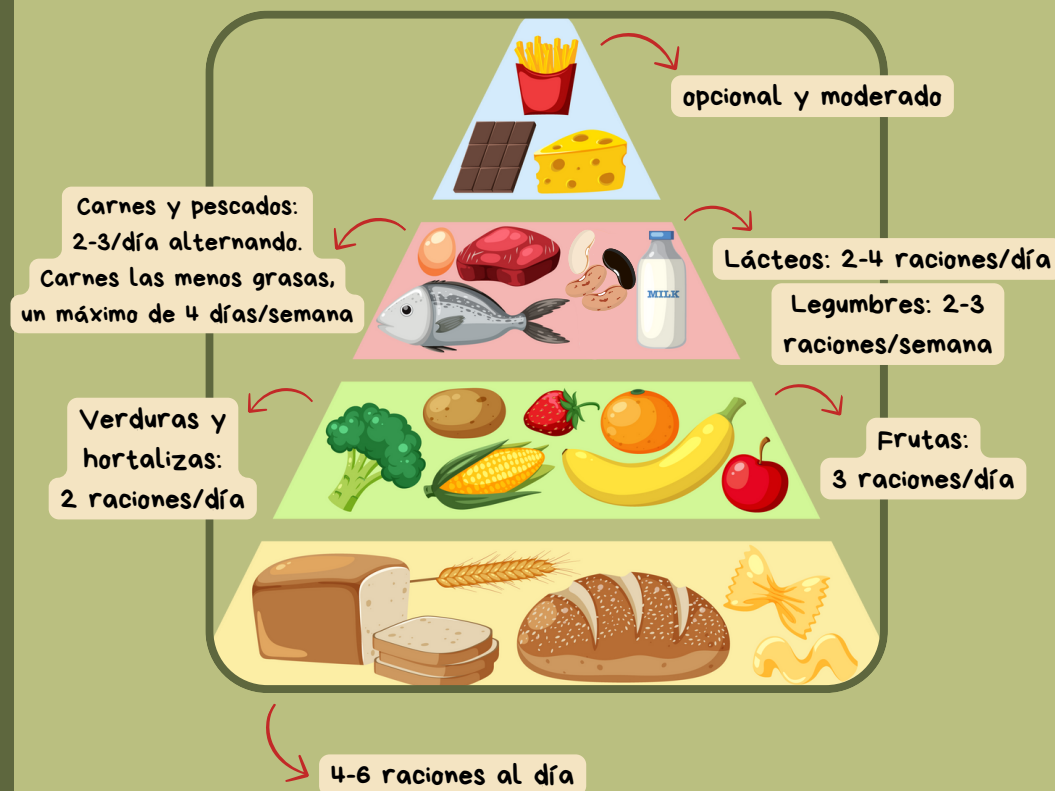 opcional y moderado
Carnes y pescados:
2-3/día alternando.
Carnes las menos grasas,
un máximo de 4 días/semana
Lácteos: 2-4 raciones/día
Legumbres: 2-3
raciones/semana
MILK
Verduras y
hortalizas:
2 raciones/día
Frutas:
3 raciones/día
4-6 raciones al día